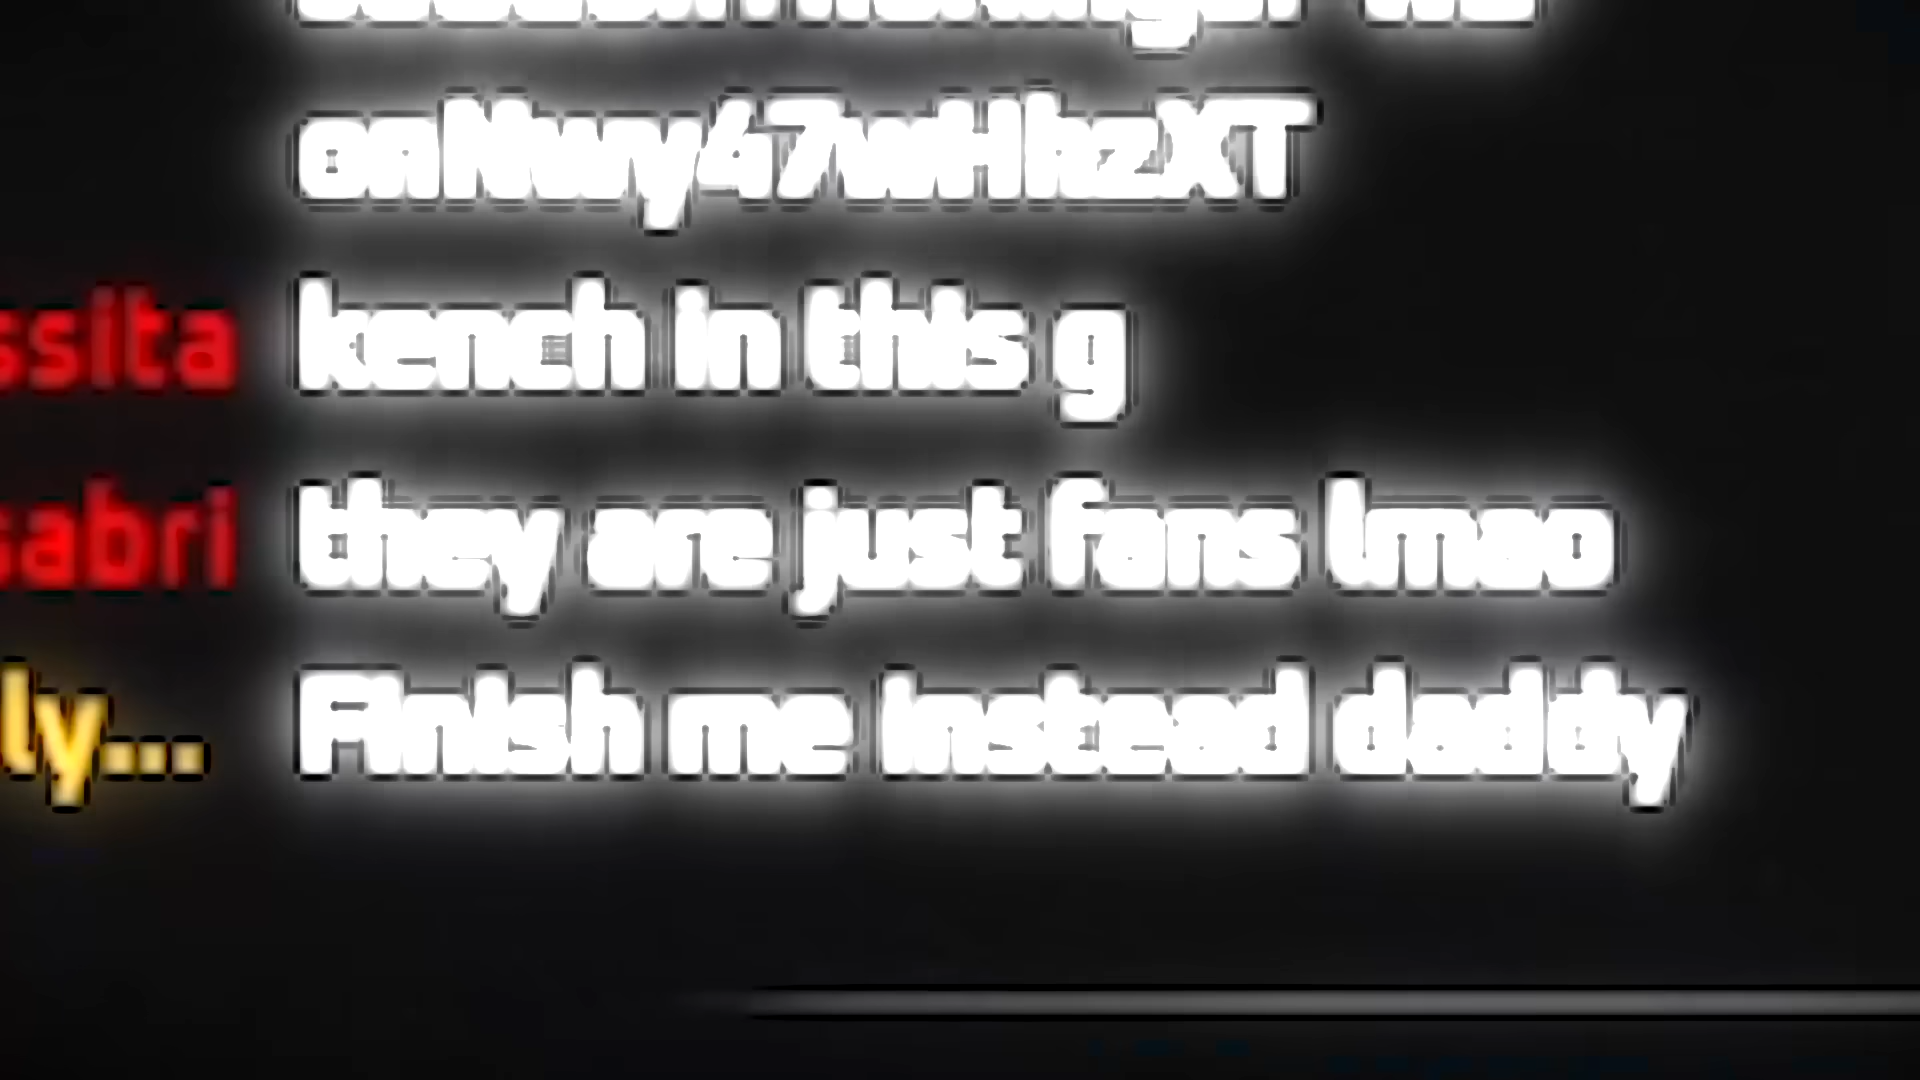 onNwy47wHhzXT
ssita kench in this g
sabri they are just fans lmao
ly... Finish me instead daddy